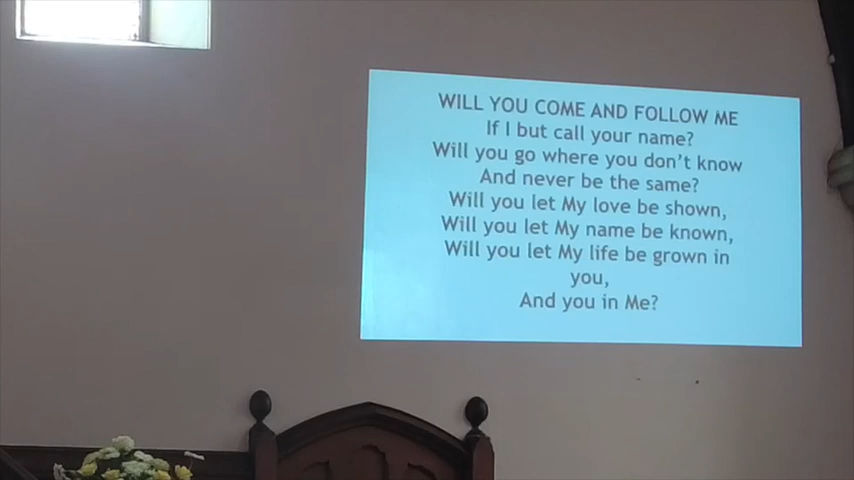 WILL YOU COME AND FOLLOW ME
If I but call your name?
Will you go where you don't know
And never be the same?
Will you let My love be shown,
Will you let My name be known,
Will you let My life be grown in
you,
And you in Me?